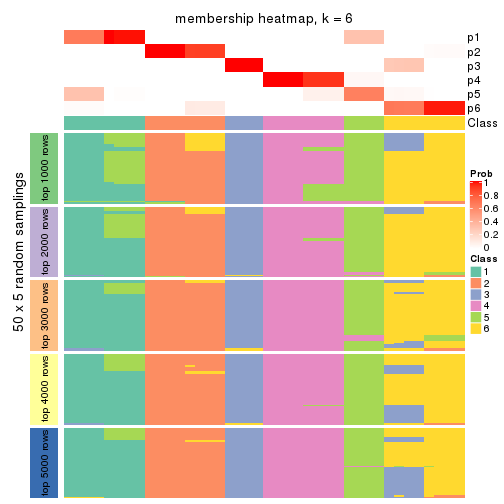 membership heatmap, k = 6
p1
p2
p3
p4
p5
p6
Class
50 x 5 random samplings
top 1000 rows
top 2000 rows
top 3000 rows
top 4000 rows
top 5000 rows
Prob
1
0.8
0.6
0.4
0.2
0
Class
1
2
3
4
5
6